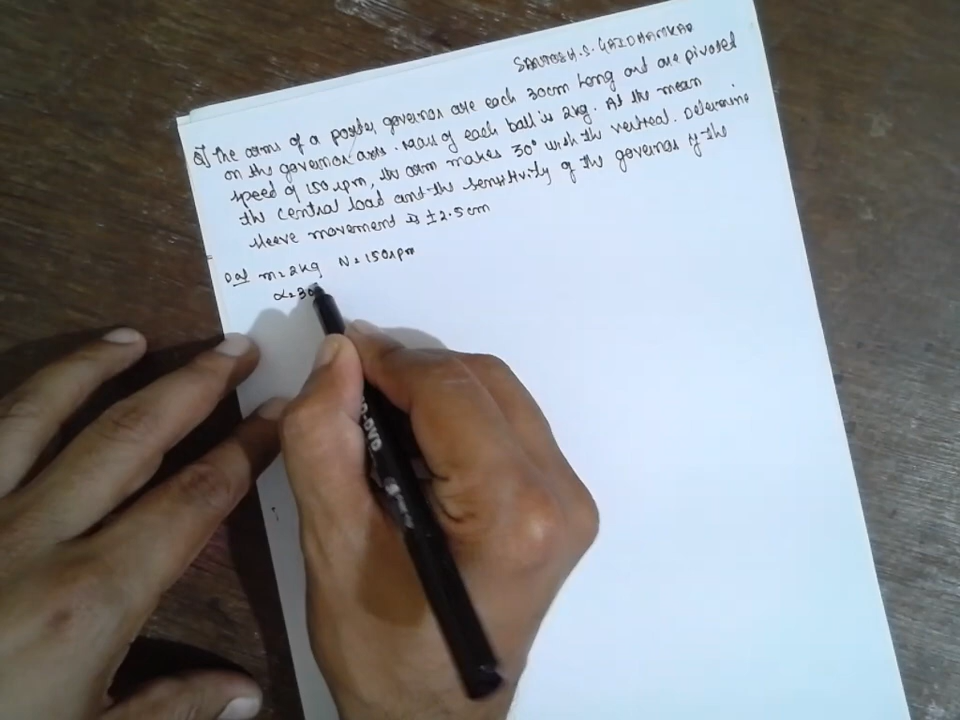 SANTOSH.S.GAIDHANKAR
Q] The arms of a porter governor are each 30cm long and are pivoted
on the governor axis. Mass of each ball is 2kg. At the mean
speed of 150 rpm, the arm makes 30° with the vertical. Determine
the central load and the sensitivity of the governor if the
sleeve movement is ±2.5cm
m=2kg N=150rpm
α=30